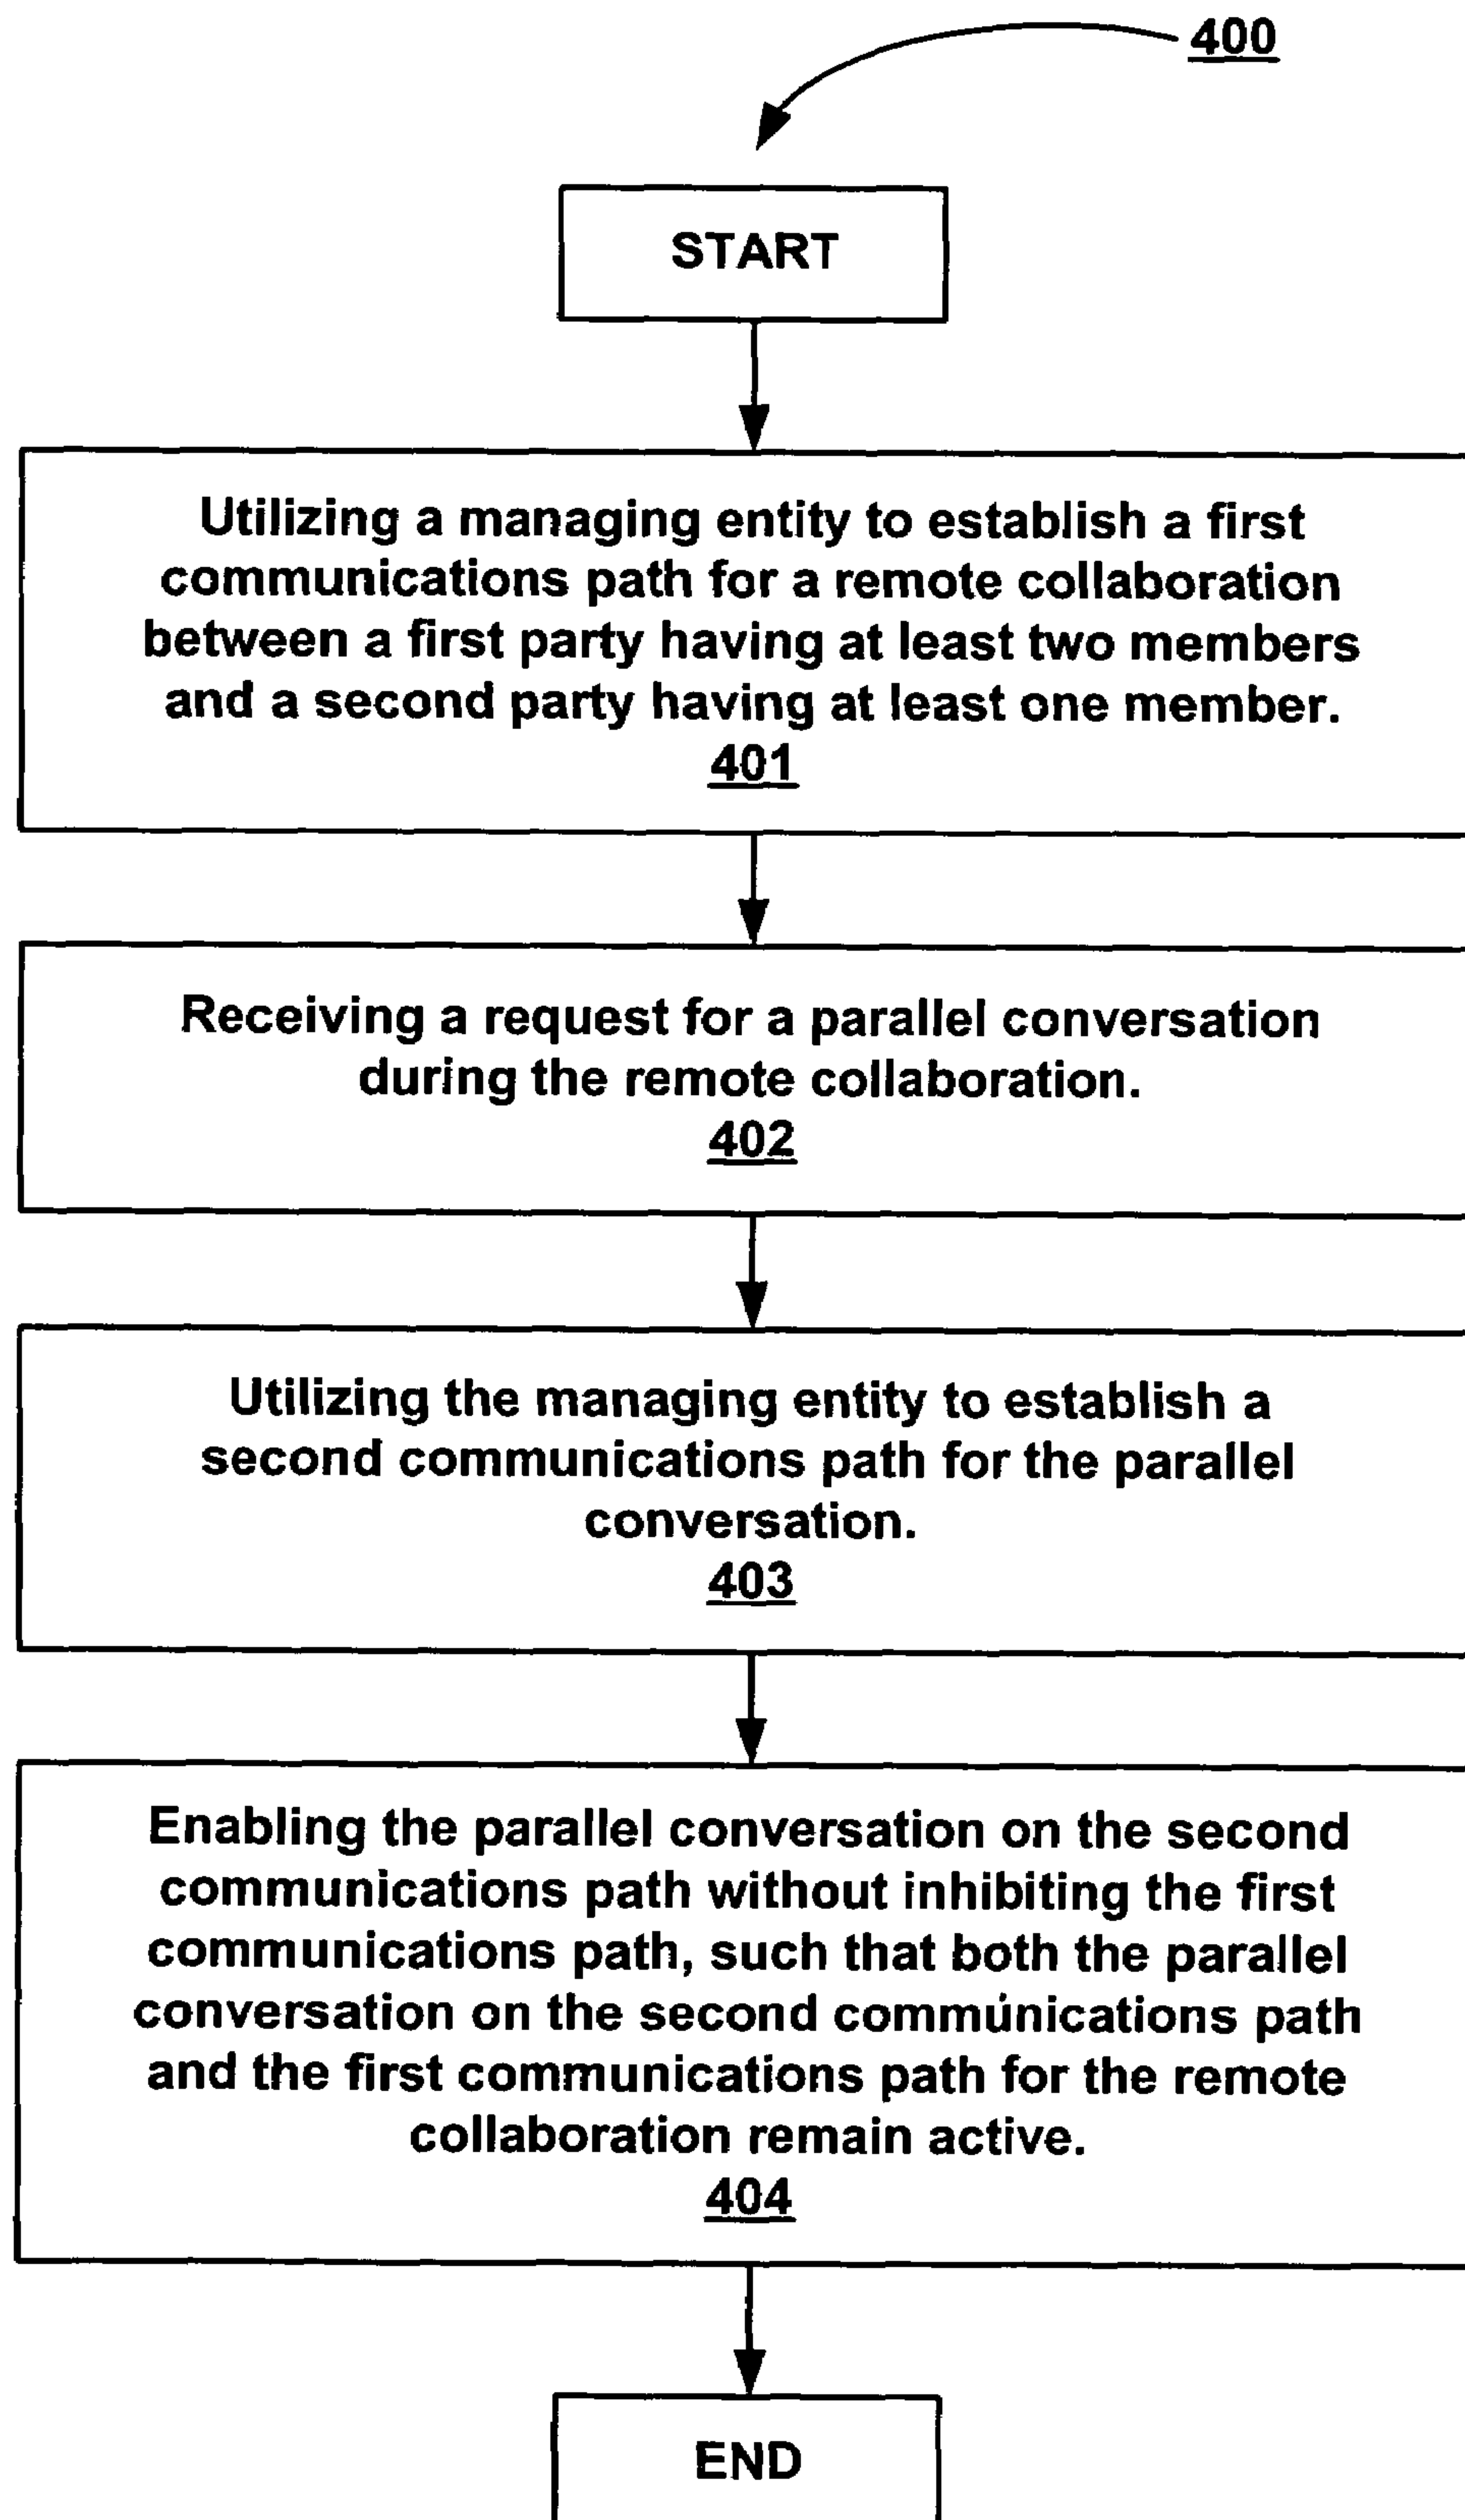 400
START
Utilizing a managing entity to establish a first
communications path for a remote collaboration
between a first party having at least two members
and a second party having at least one member.
401
Receiving a request for a parallel conversation
during the remote collaboration.
402
Utilizing the managing entity to establish a
second communications path for the parallel
conversation.
403
Enabling the parallel conversation on the second
communications path without inhibiting the first
communications path, such that both the parallel
conversation on the second communications path
and the first communications path for the remote
collaboration remain active.
404
END